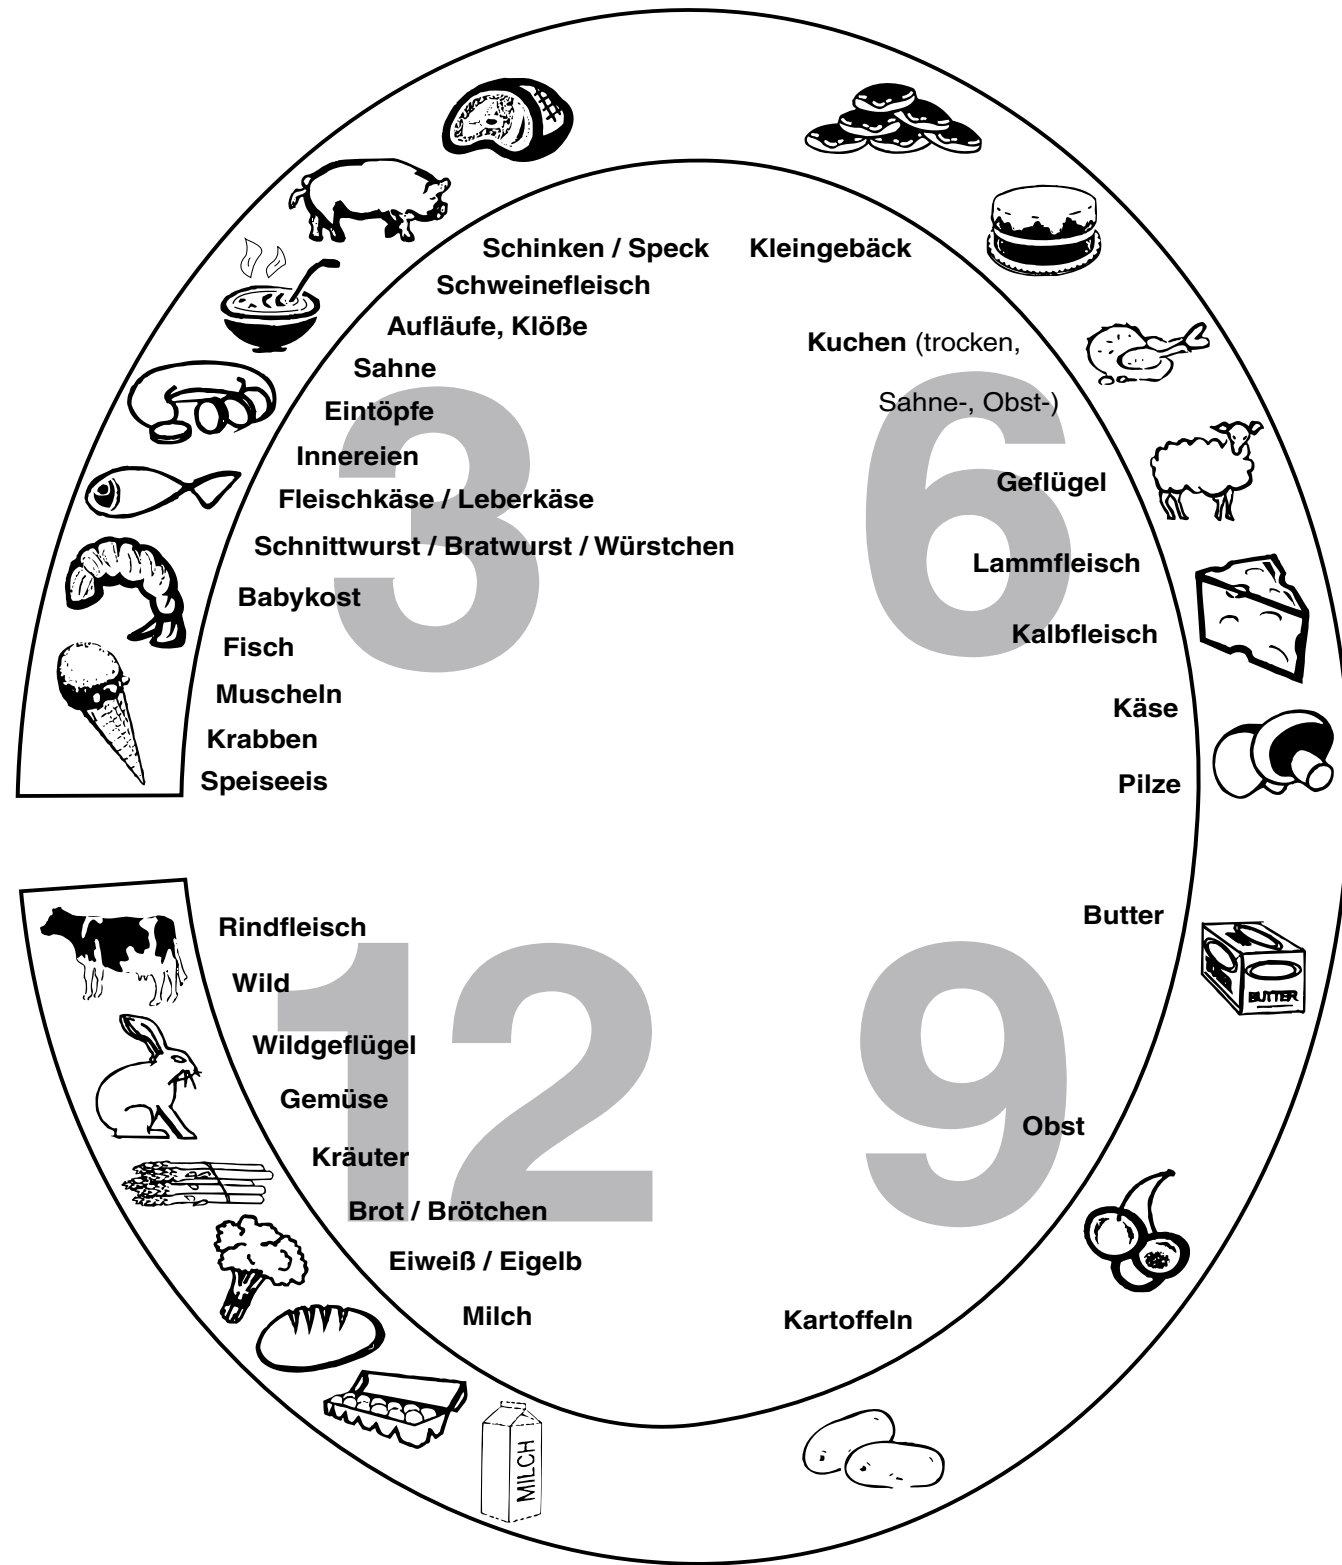 Schinken / Speck
Schweinefleisch
Aufläufe, Klöße
Sahne
Eintöpfe
Innereien
Fleischkäse / Leberkäse
Schnittwurst / Bratwurst / Würstchen
Babykost
Fisch
Muscheln
Krabben
Speiseeis
3
Kleingebäck
Kuchen (trocken,
Sahne-, Obst-)
Geflügel
Lammfleisch
Kalbfleisch
Käse
Pilze
6
Butter
BUTTER
Obst
Kartoffeln
9
Rindfleisch
Wild
Wildgeflügel
Gemüse
Kräuter
Brot / Brötchen
Eiweiß / Eigelb
Milch
MILCH
12